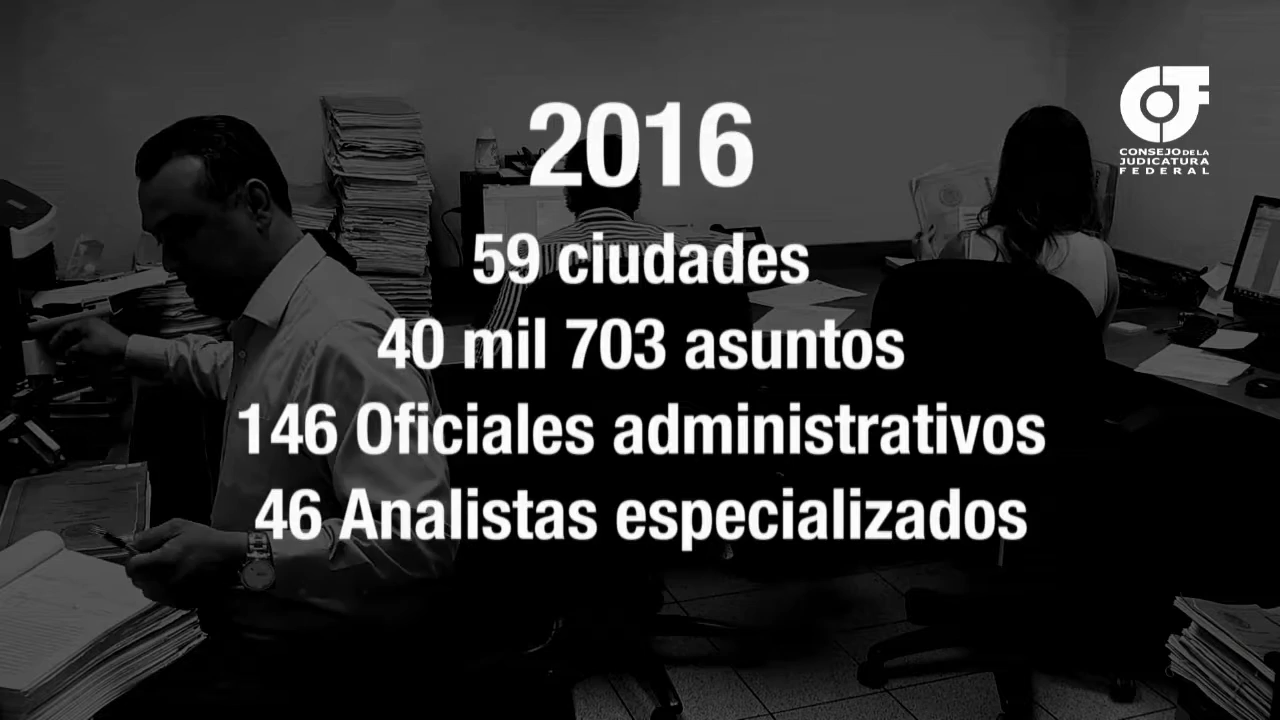 2016
59 ciudades
40 mil 703 asuntos
146 Oficiales administrativos
46 Analistas especializados
CONSEJO DE LA
JUDICATURA
FEDERAL